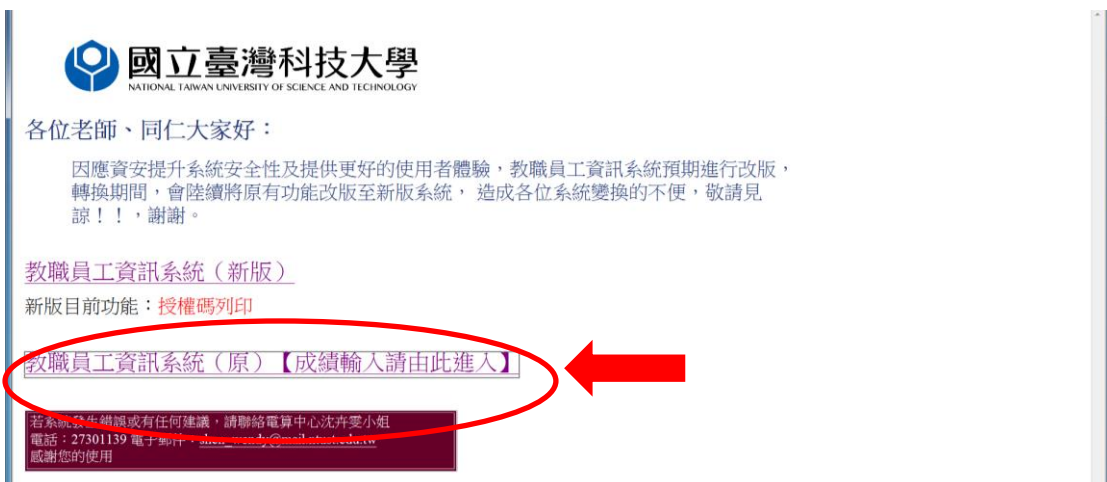 國立臺灣科技大學
NATIONAL TAIWAN UNIVERSITY OF SCIENCE AND TECHNOLOGY
各位老師、同仁大家好：
因應資安提升系統安全性及提供更好的使用者體驗，教職員工資訊系統預期進行改版，
轉換期間，會陸續將原有功能改版至新版系統， 造成各位系統變換的不便，敬請見
諒！！，謝謝。
教職員工資訊系統（新版）
新版目前功能：授權碼列印
教職員工資訊系統（原）【成績輸入請由此進入】
若系統發生錯誤或有任何建議，請聯絡電算中心沈卉雯小姐
電話：27301139 電子郵件：shen_wendy@mail.ntust.edu.tw
感謝您的使用